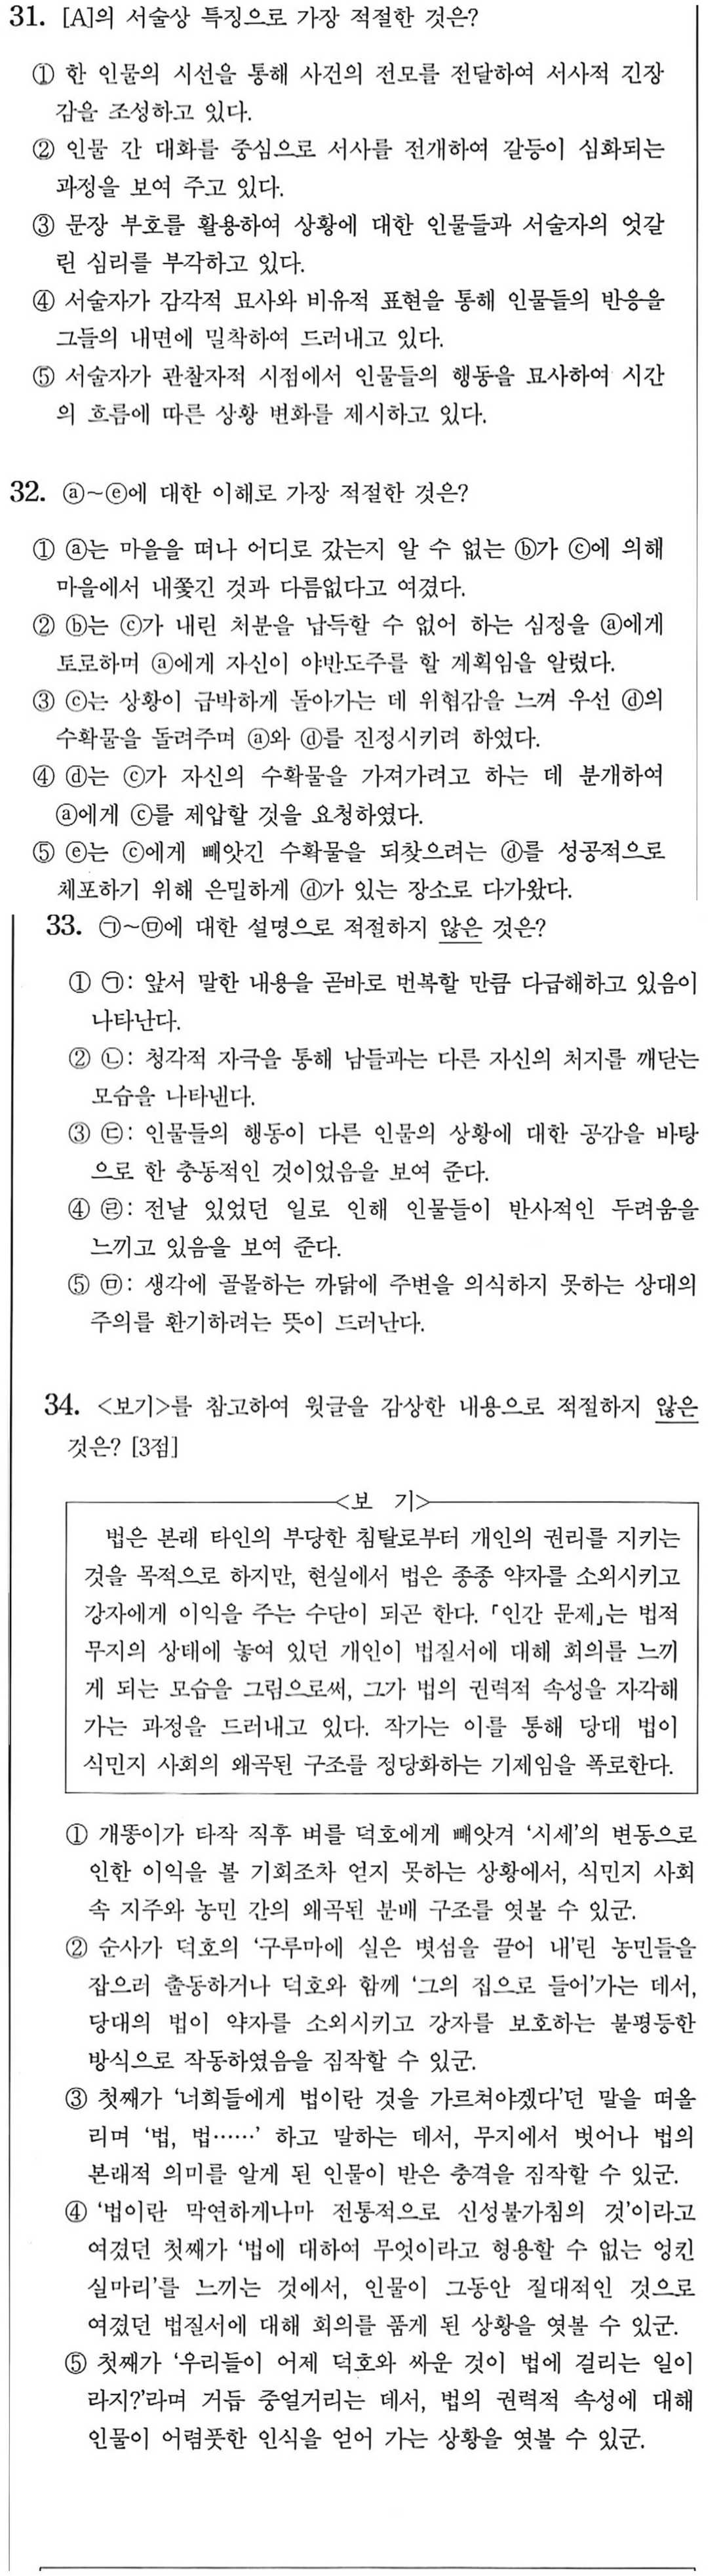 31. [A]의 서술상 특징으로 가장 적절한 것은?
① 한 인물의 시선을 통해 사건의 전모를 전달하여 서사적 긴장
감을 조성하고 있다.
② 인물 간 대화를 중심으로 서사를 전개하여 갈등이 심화되는
과정을 보여 주고 있다.
③ 문장 부호를 활용하여 상황에 대한 인물들과 서술자의 엇갈
린 심리를 부각하고 있다.
④ 서술자가 감각적 묘사와 비유적 표현을 통해 인물들의 반응을
그들의 내면에 밀착하여 드러내고 있다.
⑤ 서술자가 관찰자적 시점에서 인물들의 행동을 묘사하여 시간
의 흐름에 따른 상황 변화를 제시하고 있다.
32. ⓐ~ⓔ에 대한 이해로 가장 적절한 것은?
① ⓐ는 마을을 떠나 어디로 갔는지 알 수 없는 ⓑ가 ⓒ에 의해
마을에서 내쫓긴 것과 다름없다고 여겼다.
② ⓑ는 ⓒ가 내린 처분을 납득할 수 없어 하는 심정을 ⓐ에게
토로하며 ⓐ에게 자신이 야반도주를 할 계획임을 알렸다.
③ ⓒ는 상황이 급박하게 돌아가는 데 위협감을 느껴 우선 ⓓ의
수확물을 돌려주며 ⓐ와 ⓓ를 진정시키려 하였다.
④ ⓓ는 ⓒ가 자신의 수확물을 가져가려고 하는 데 분개하여
ⓐ에게 ⓒ를 제압할 것을 요청하였다.
⑤ ⓔ는 ⓒ에게 빼앗긴 수확물을 되찾으려는 ⓓ를 성공적으로
체포하기 위해 은밀하게 ⓓ가 있는 장소로 다가왔다.
33. ㉠~㉤에 대한 설명으로 적절하지 않은 것은?
① ㉠: 앞서 말한 내용을 곧바로 번복할 만큼 다급해하고 있음이
나타난다.
② ㉡: 청각적 자극을 통해 남들과는 다른 자신의 처지를 깨닫는
모습을 나타낸다.
③ ㉢: 인물들의 행동이 다른 인물의 상황에 대한 공감을 바탕
으로 한 충동적인 것이었음을 보여 준다.
④ ㉣: 전날 있었던 일로 인해 인물들이 반사적인 두려움을
느끼고 있음을 보여 준다.
⑤ ㉤: 생각에 골몰하는 까닭에 주변을 의식하지 못하는 상대의
주의를 환기하려는 뜻이 드러난다.
34. <보기>를 참고하여 윗글을 감상한 내용으로 적절하지 않은
것은? [3점]
<보 기>
법은 본래 타인의 부당한 침탈로부터 개인의 권리를 지키는
것을 목적으로 하지만, 현실에서 법은 종종 약자를 소외시키고
강자에게 이익을 주는 수단이 되곤 한다. 「인간 문제」는 법적
무지의 상태에 놓여 있던 개인이 법질서에 대해 회의를 느끼
게 되는 모습을 그림으로써, 그가 법의 권력적 속성을 자각해
가는 과정을 드러내고 있다. 작가는 이를 통해 당대 법이
식민지 사회의 왜곡된 구조를 정당화하는 기제임을 폭로한다.
① 개똥이가 타작 직후 벼를 덕호에게 빼앗겨 '시세'의 변동으로
인한 이익을 볼 기회조차 얻지 못하는 상황에서, 식민지 사회
속 지주와 농민 간의 왜곡된 분배 구조를 엿볼 수 있군.
② 순사가 덕호의 '구루마에 실은 볏섬을 끌어 내'린 농민들을
잡으러 출동하거나 덕호와 함께 '그의 집으로 들어'가는 데서,
당대의 법이 약자를 소외시키고 강자를 보호하는 불평등한
방식으로 작동하였음을 짐작할 수 있군.
③ 첫째가 '너희들에게 법이란 것을 가르쳐야겠다'던 말을 떠올
리며 '법, 법……' 하고 말하는 데서, 무지에서 벗어나 법의
본래적 의미를 알게 된 인물이 받은 충격을 짐작할 수 있군.
④ '법이란 막연하게나마 전통적으로 신성불가침의 것'이라고
여겼던 첫째가 '법에 대하여 무엇이라고 형용할 수 없는 엉킨
실마리'를 느끼는 것에서, 인물이 그동안 절대적인 것으로
여겼던 법질서에 대해 회의를 품게 된 상황을 엿볼 수 있군.
⑤ 첫째가 '우리들이 어제 덕호와 싸운 것이 법에 걸리는 일이
라지?'라며 거듭 중얼거리는 데서, 법의 권력적 속성에 대해
인물이 어렴풋한 인식을 얻어 가는 상황을 엿볼 수 있군.